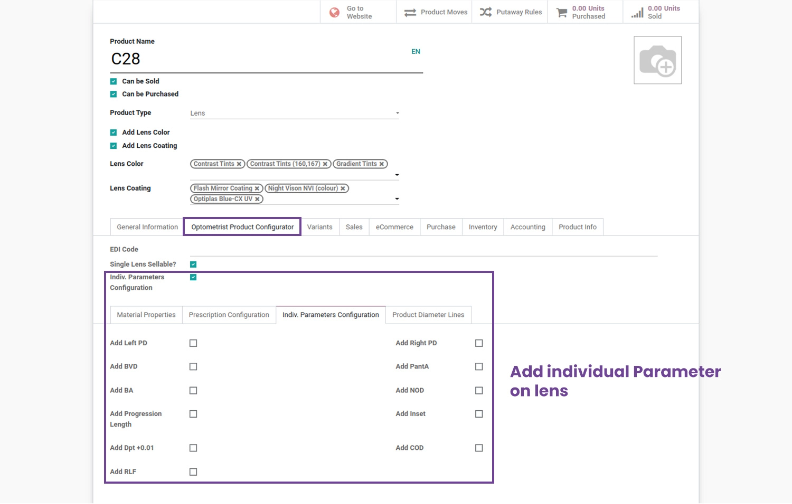 Go to Website
Product Moves
Putaway Rules
0.00 Units Purchased
0.00 Units Sold
Product Name
C28
EN
Can be Sold
Can be Purchased
Product Type Lens
Add Lens Color
Add Lens Coating
Lens Color Contrast Tints × Contrast Tints (160,167) × Gradient Tints ×
Lens Coating Flash Mirror Coating × Night Vison NVI (colour) ×
Optiplas Blue-CX UV ×
General Information Optometrist Product Configurator Variants Sales eCommerce Purchase Inventory Accounting Product Info
EDI Code
Single Lens Sellable?
Indiv. Parameters
Configuration
Material Properties Prescription Configuration Indiv. Parameters Configuration Product Diameter Lines
Add Left PD Add Right PD
Add BVD Add PantA
Add BA Add NOD
Add Progression Add Inset
Length
Add Dpt +0.01 Add COD
Add RLF
Add individual Parameter
on lens